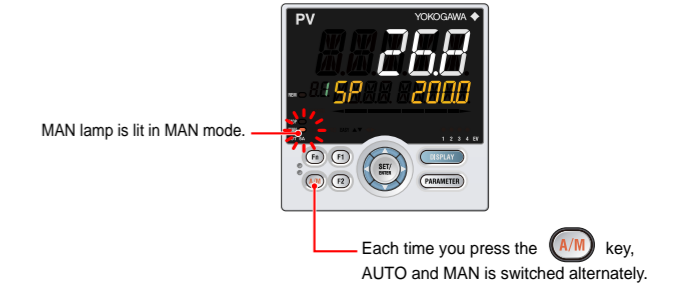 PV
YOKOGAWA
26.8
SP 200.0
MAN lamp is lit in MAN mode.
1 2 3 4 EV
Fn F1 SET/ DISPLAY
ENTER
A/M F2 PARAMETER
Each time you press the A/M key,
AUTO and MAN is switched alternately.